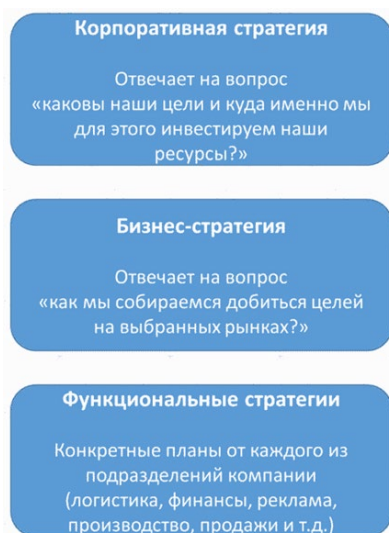 Корпоративная стратегия
Отвечает на вопрос
«каковы наши цели и куда именно мы
для этого инвестируем наши
ресурсы?»
Бизнес-стратегия
Отвечает на вопрос
«как мы собираемся добиться целей
на выбранных рынках?»
Функциональные стратегии
Конкретные планы от каждого из
подразделений компании
(логистика, финансы, реклама,
производство, продажи и т.д.)